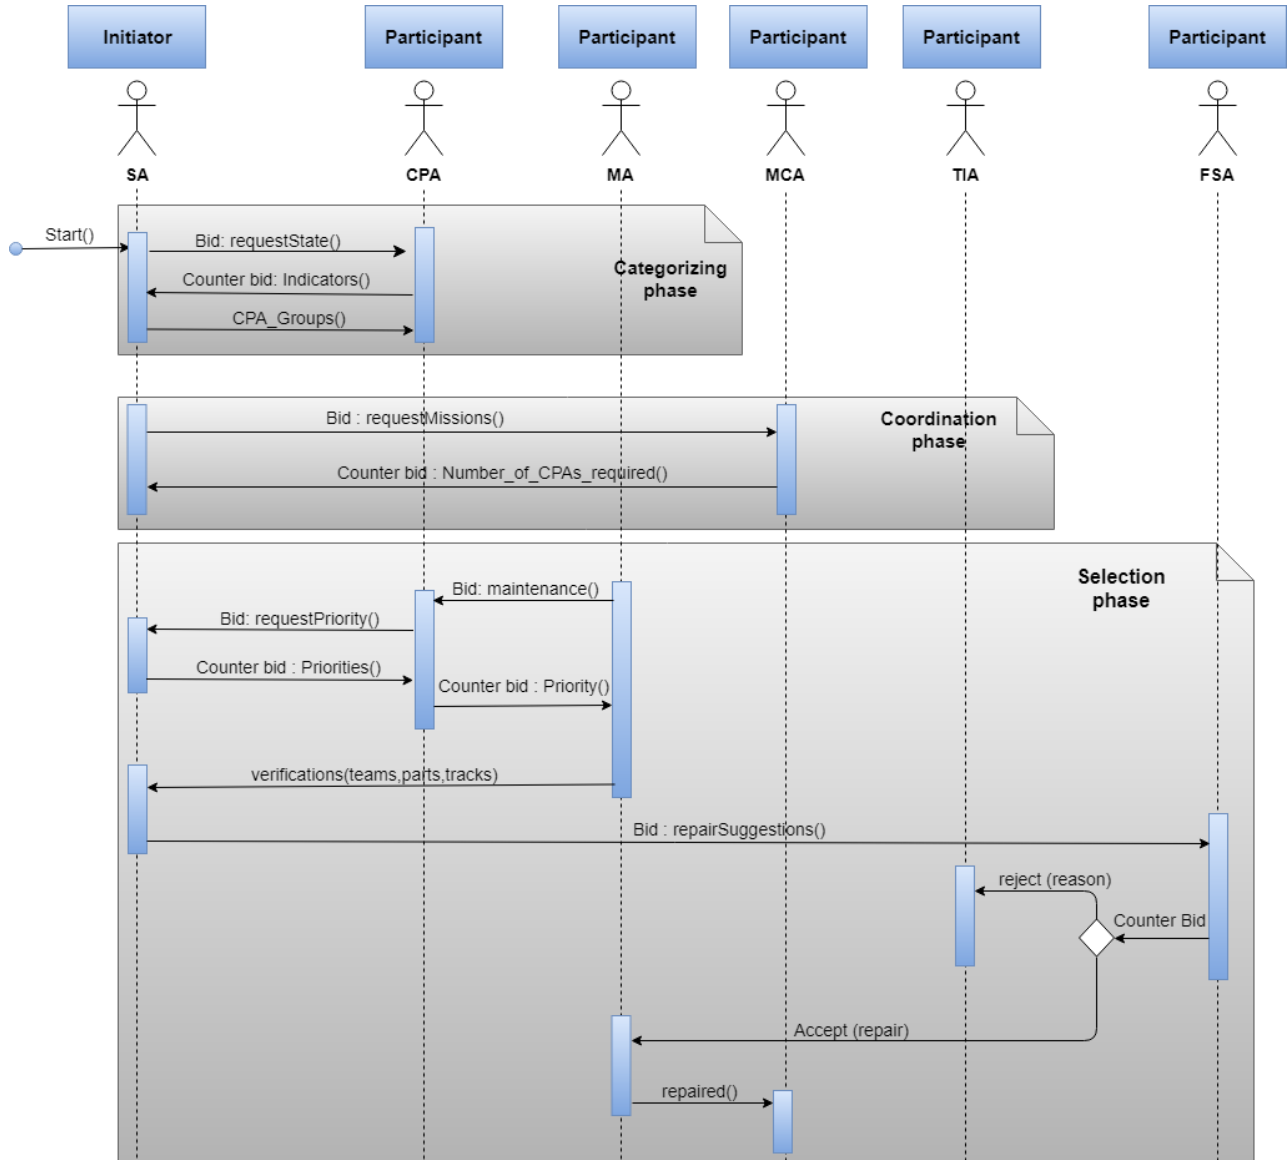 Initiator
Participant
Participant
Participant
Participant
Participant
SA
CPA
MA
MCA
TIA
FSA
Start()
Bid: requestState()
Counter bid: Indicators()
CPA_Groups()
Categorizing
phase
Bid : requestMissions()
Counter bid : Number_of_CPAs_required()
Coordination
phase
Selection
phase
Bid: maintenance()
Bid: requestPriority()
Counter bid : Priorities()
Counter bid : Priority()
verifications(teams,parts,tracks)
Bid : repairSuggestions()
reject (reason)
Counter Bid
Accept (repair)
repaired()